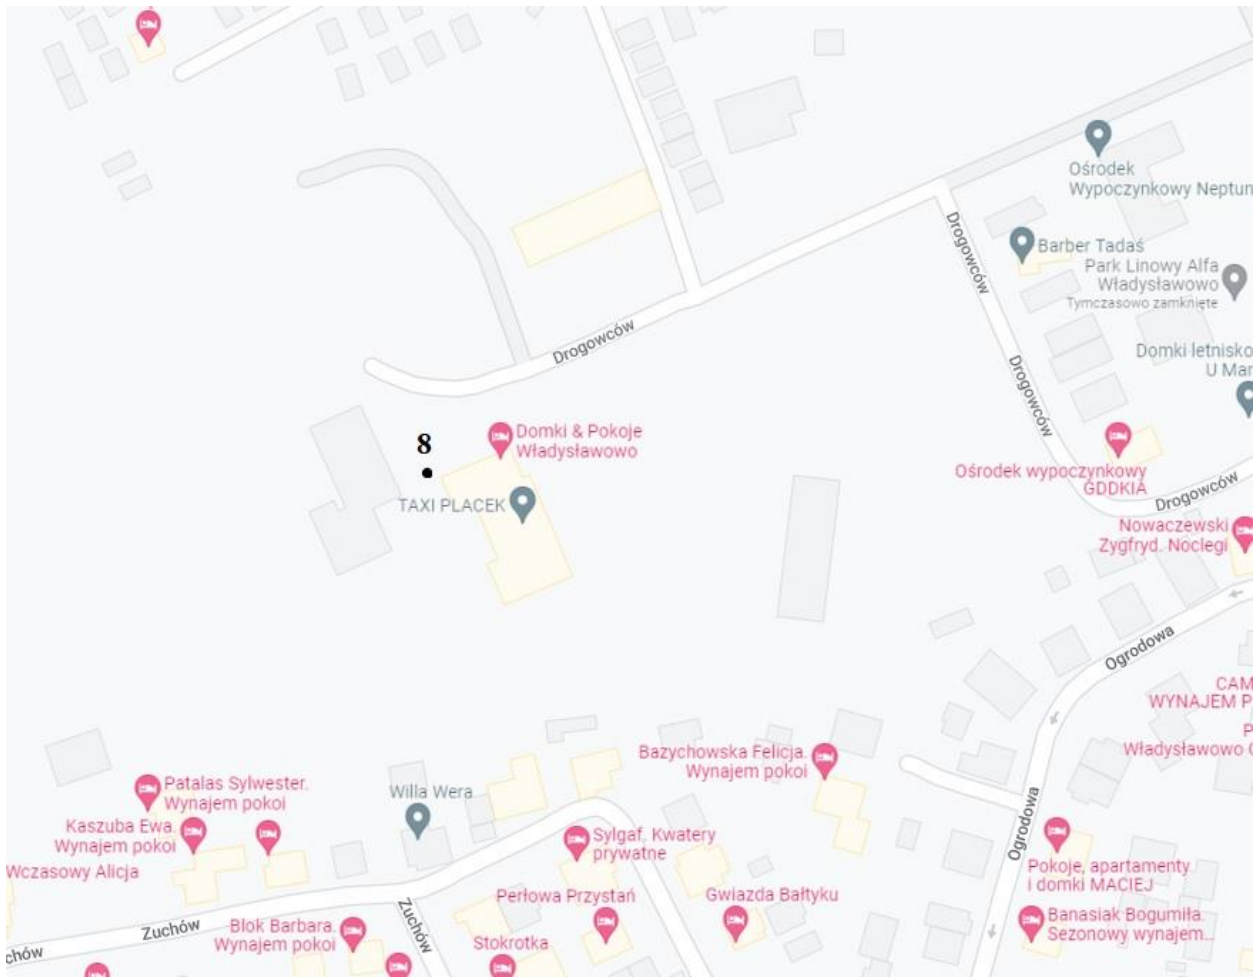 Ośrodek
Wypoczynkowy Neptun
Drogowców
Barber Tadaś
Park Linowy Alfa
Władysławowo
Tymczasowo zamknięte
Drogowców
Domki letnisko
U Mar
Drogowców
8
Domki & Pokoje
Władysławowo
TAXI PLACEK
Ośrodek wypoczynkowy
GDDKIA
Drogowców
Nowaczewski
Zygfryd. Noclegi
Ogrodowa
CAM
WYNAJEM P
P
Władysławowo O
Bazychowska Felicja.
Wynajem pokoi
Patalas Sylwester.
Wynajem pokoi
Willa Wera
Kaszuba Ewa.
Wynajem pokoi
Wczasowy Alicja
Sylgaf. Kwatery
prywatne
Ogrodowa
Pokoje, apartamenty
i domki MACIEJ
Perłowa Przystań
Gwiazda Bałtyku
Banasiak Bogumiła.
Sezonowy wynajem...
Żuchów
Żuchów
Blok Barbara.
Wynajem pokoi
Stokrotka
chów